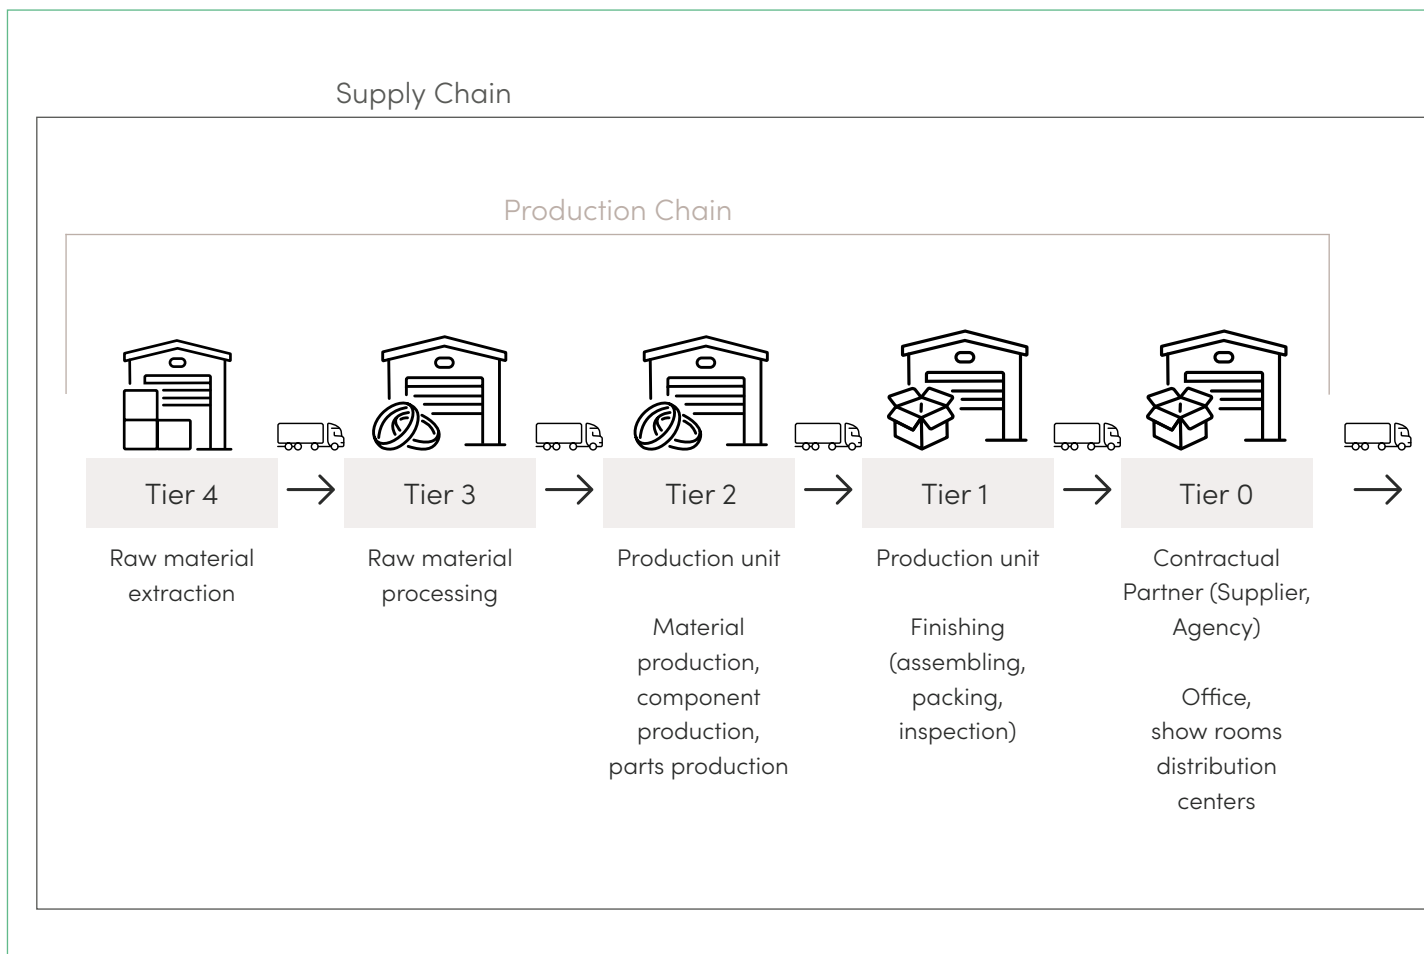 Supply Chain
Production Chain
Tier 4
Raw material
extraction
Tier 3
Raw material
processing
Tier 2
Production unit
Material
production,
component
production,
parts production
Tier 1
Production unit
Finishing
(assembling,
packing,
inspection)
Tier 0
Contractual
Partner (Supplier,
Agency)
Office,
show rooms
distribution
centers